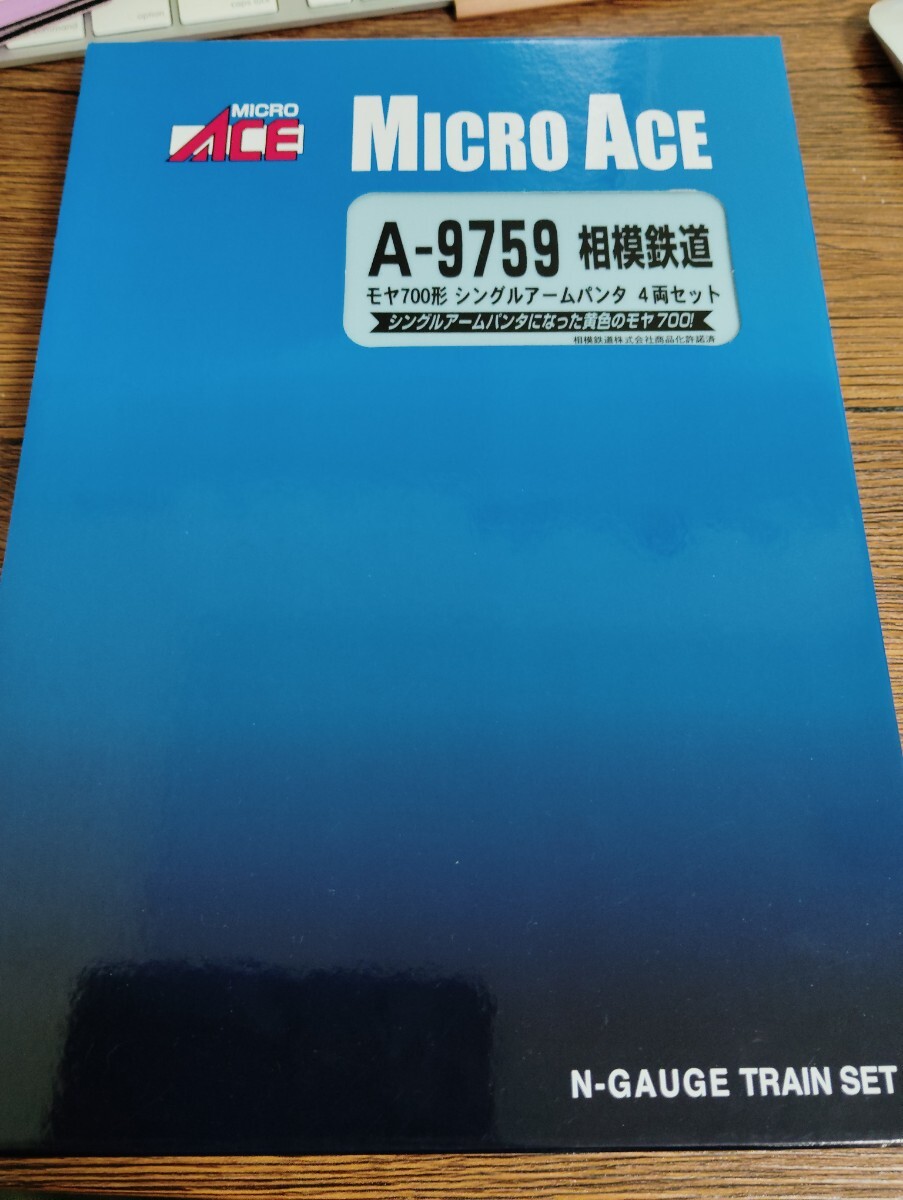 option
MICRO
ACE
MICRO ACE
A-9759 相模鉄道
モヤ700形 シングルアームパンタ 4両セット
シングルアームパンタになった黄色のモヤ700!
相模鉄道株式会社商品化許諾済
N-GAUGE TRAIN SET